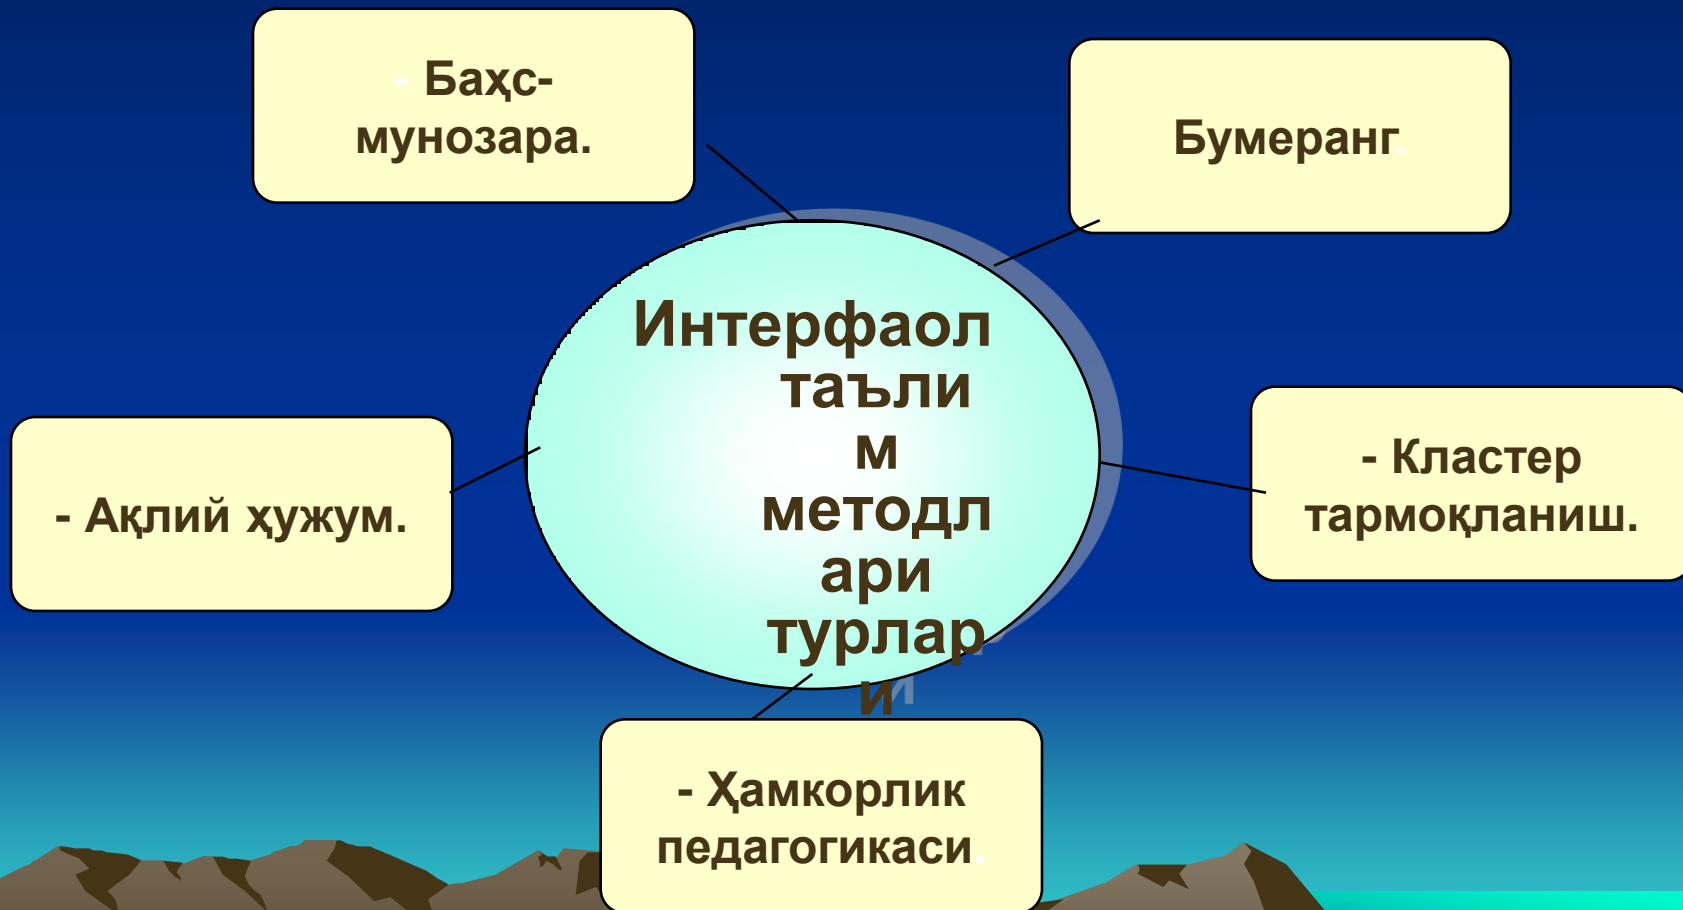 - Баҳс-
мунозара.
Бумеранг.
Интерфаол
таъли
м
методл
ари
турлар
и
- Ақлий ҳужум.
- Кластер
тармоқланиш.
- Ҳамкорлик
педагогикаси.